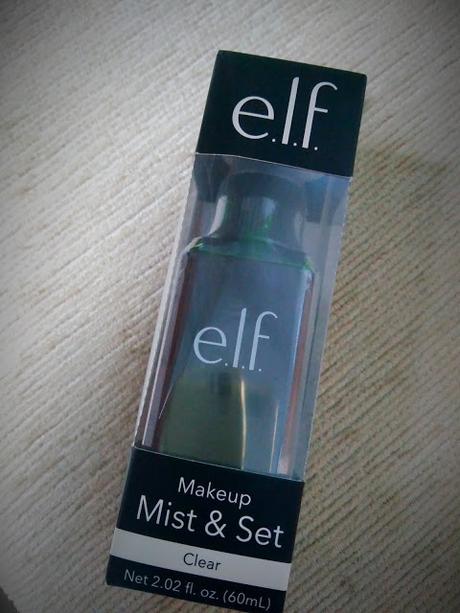 e.l.f.
e.l.f.
Makeup
Mist & Set
Clear
Net 2.02 fl. oz. (60mL)